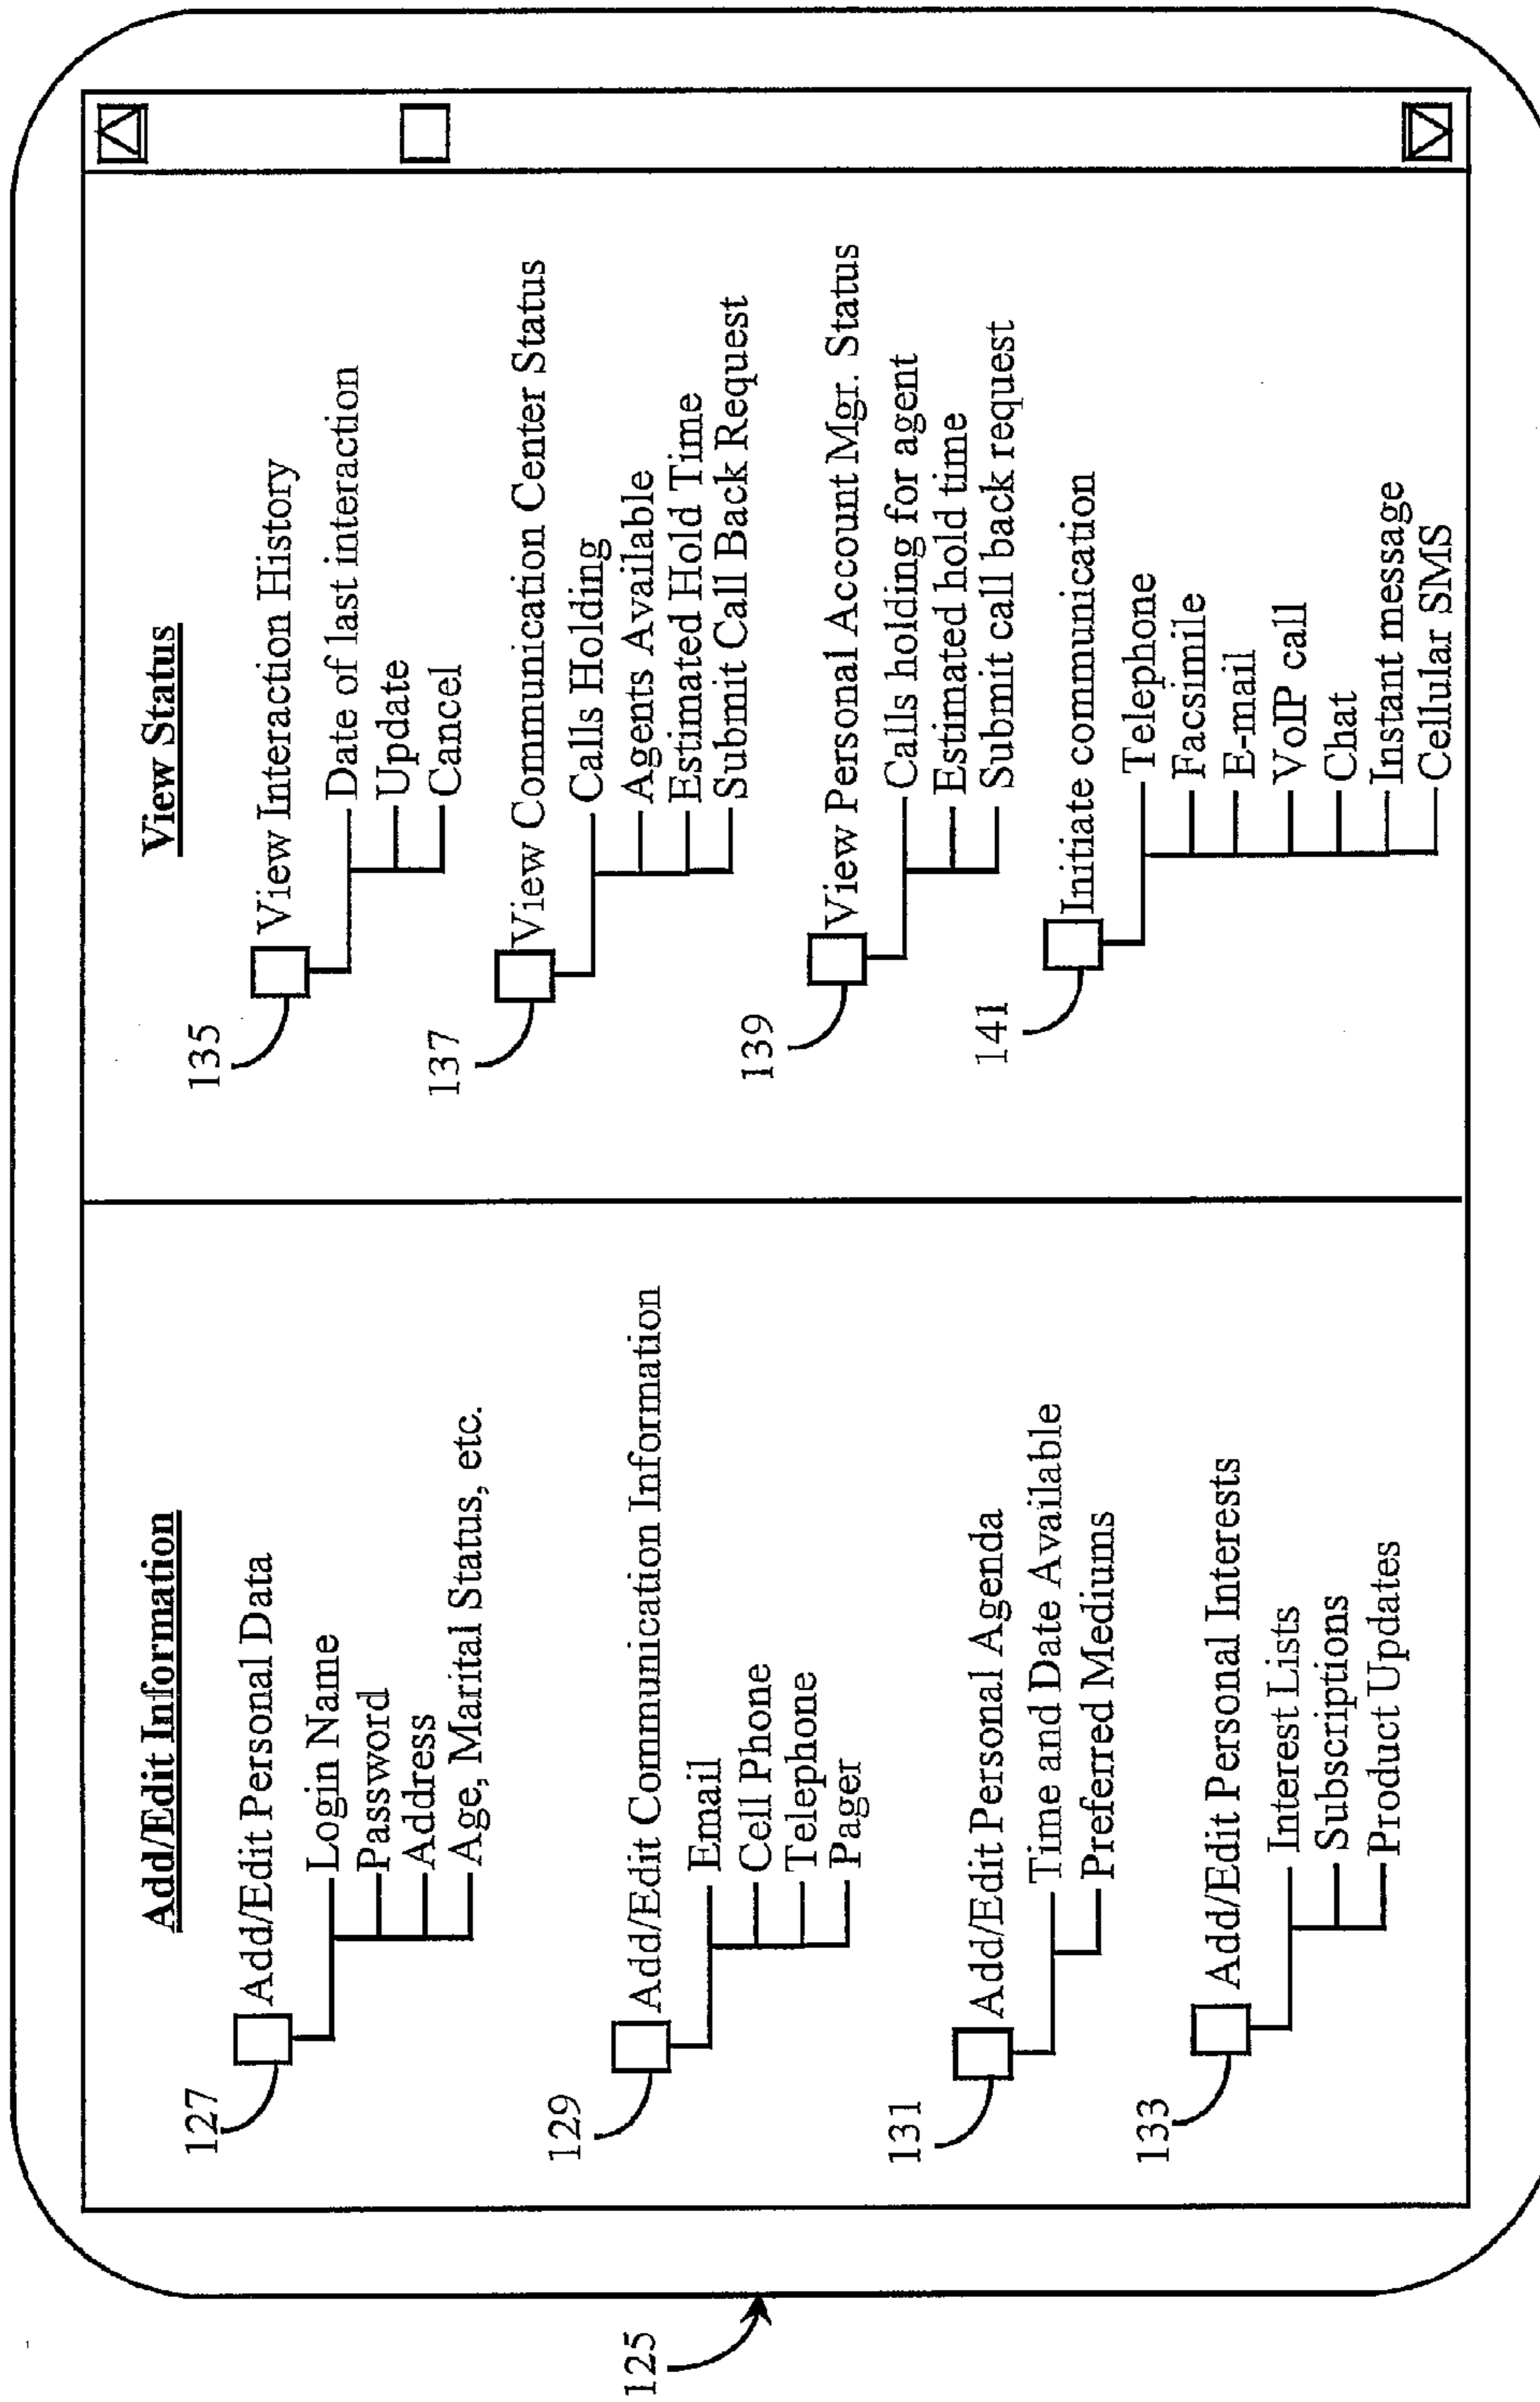 Add/Edit Information
127
Add/Edit Personal Data
Login Name
Password
Address
Age, Marital Status, etc.
129
Add/Edit Communication Information
Email
Cell Phone
Telephone
Pager
131
Add/Edit Personal Agenda
Time and Date Available
Preferred Mediums
133
Add/Edit Personal Interests
Interest Lists
Subscriptions
Product Updates
View Status
135
View Interaction History
Date of last interaction
Update
Cancel
137
View Communication Center Status
Calls Holding
Agents Available
Estimated Hold Time
Submit Call Back Request
139
View Personal Account Mgr. Status
Calls holding for agent
Estimated hold time
Submit call back request
141
Initiate communication
Telephone
Facsimile
E-mail
VoIP call
Chat
Instant message
Cellular SMS
125